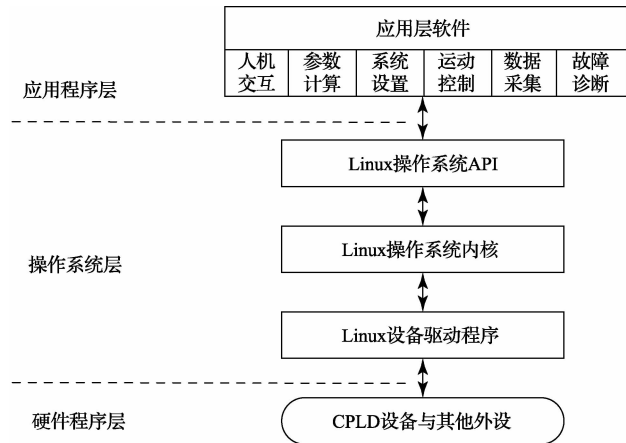 应用层软件
人机 参数 系统 运动 数据 故障
交互 计算 设置 控制 采集 诊断
应用程序层
Linux操作系统API
Linux操作系统内核
操作系统层
Linux设备驱动程序
硬件程序层
CPLD设备与其他外设